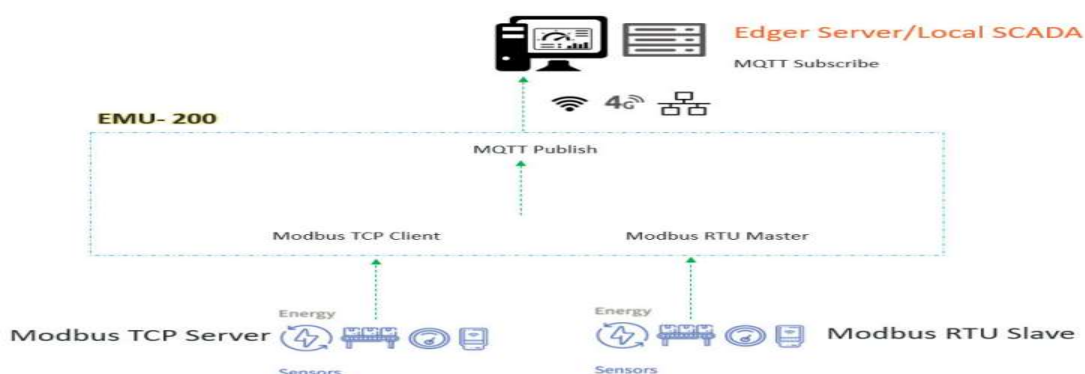 Edger Server/Local SCADA
MQTT Subscribe
4G
EMU- 200
MQTT Publish
Modbus TCP Client
Modbus RTU Master
Energy
Energy
Modbus TCP Server
Modbus RTU Slave
Sensors
Sensors